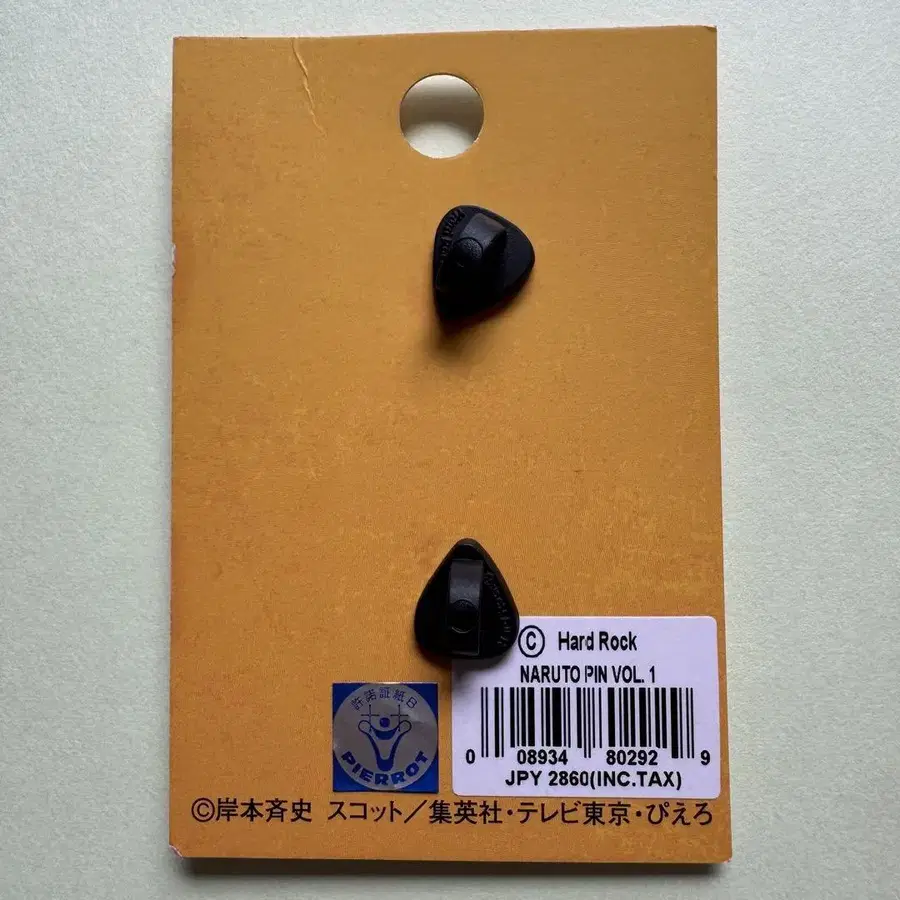 Ⓒ Hard Rock
NARUTO PIN VOL. 1
0 08934 80292 9
JPY 2860(INC.TAX)
許諾証紙B
PIERROT
©岸本斉史 スコット／集英社・テレビ東京・ぴえろ